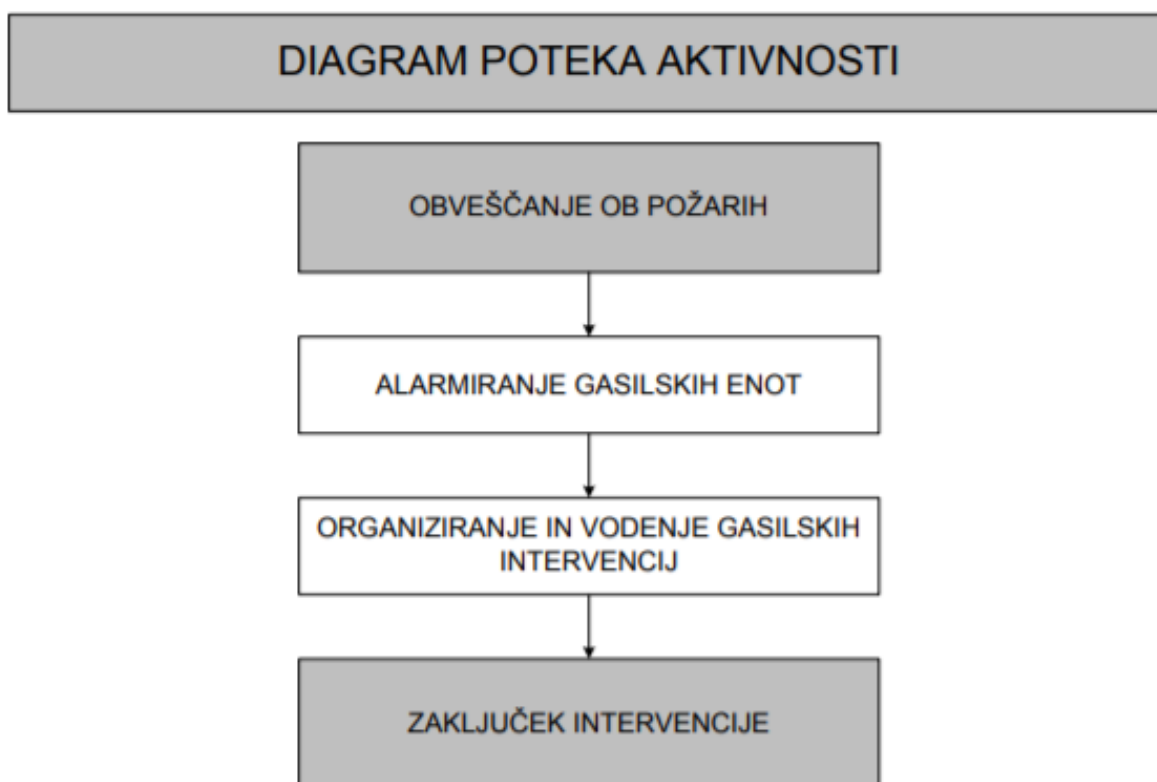 DIAGRAM POTEKA AKTIVNOSTI
OBVEŠČANJE OB POŽARIH
ALARMIRANJE GASILSKIH ENOT
ORGANIZIRANJE IN VODENJE GASILSKIH
INTERVENCIJ
ZAKLJUČEK INTERVENCIJE